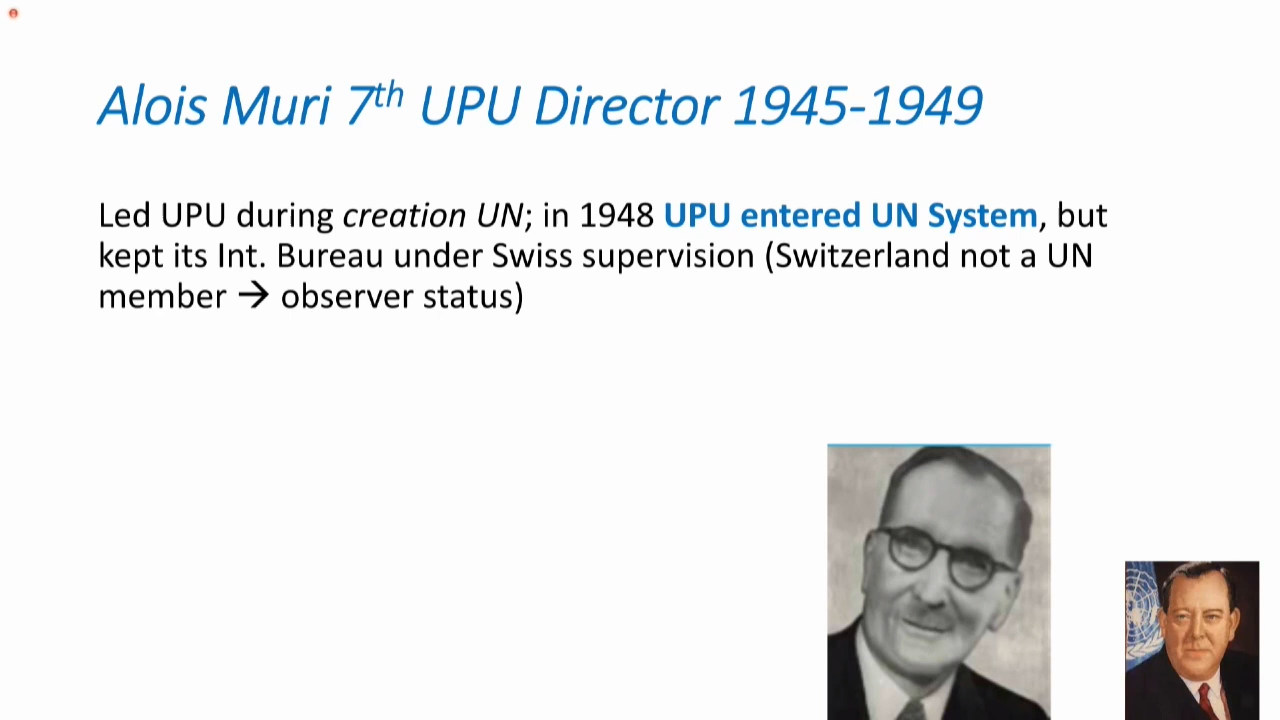 Alois Muri 7th UPU Director 1945-1949
Led UPU during creation UN; in 1948 UPU entered UN System, but
kept its Int. Bureau under Swiss supervision (Switzerland not a UN
member → observer status)